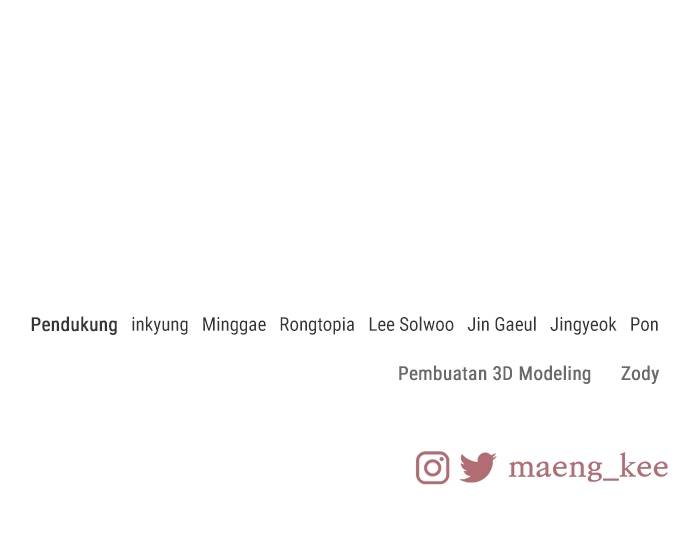 Pendukung inkyung Minggae Rongtopia Lee Solwoo Jin Gaeul Jingyeok Pon
Pembuatan 3D Modeling Zody
maeng_kee